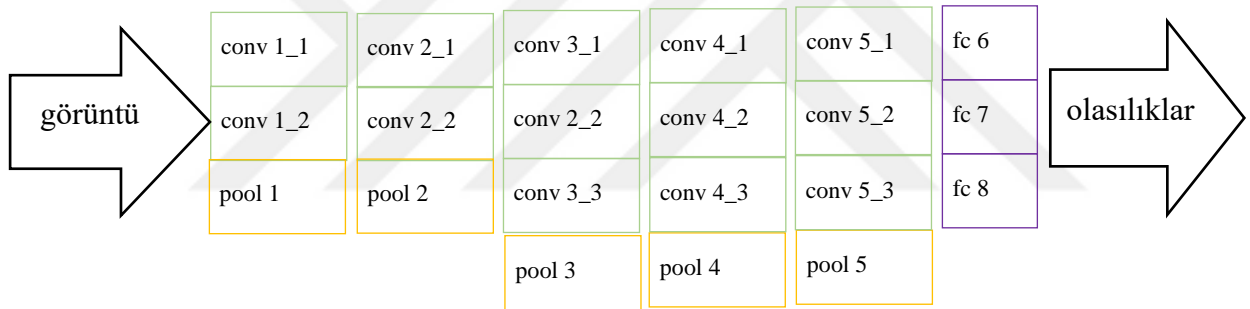 görüntü
conv 1_1
conv 1_2
pool 1
conv 2_1
conv 2_2
pool 2
conv 3_1
conv 2_2
conv 3_3
pool 3
conv 4_1
conv 4_2
conv 4_3
pool 4
conv 5_1
conv 5_2
conv 5_3
pool 5
fc 6
fc 7
fc 8
olasılıklar